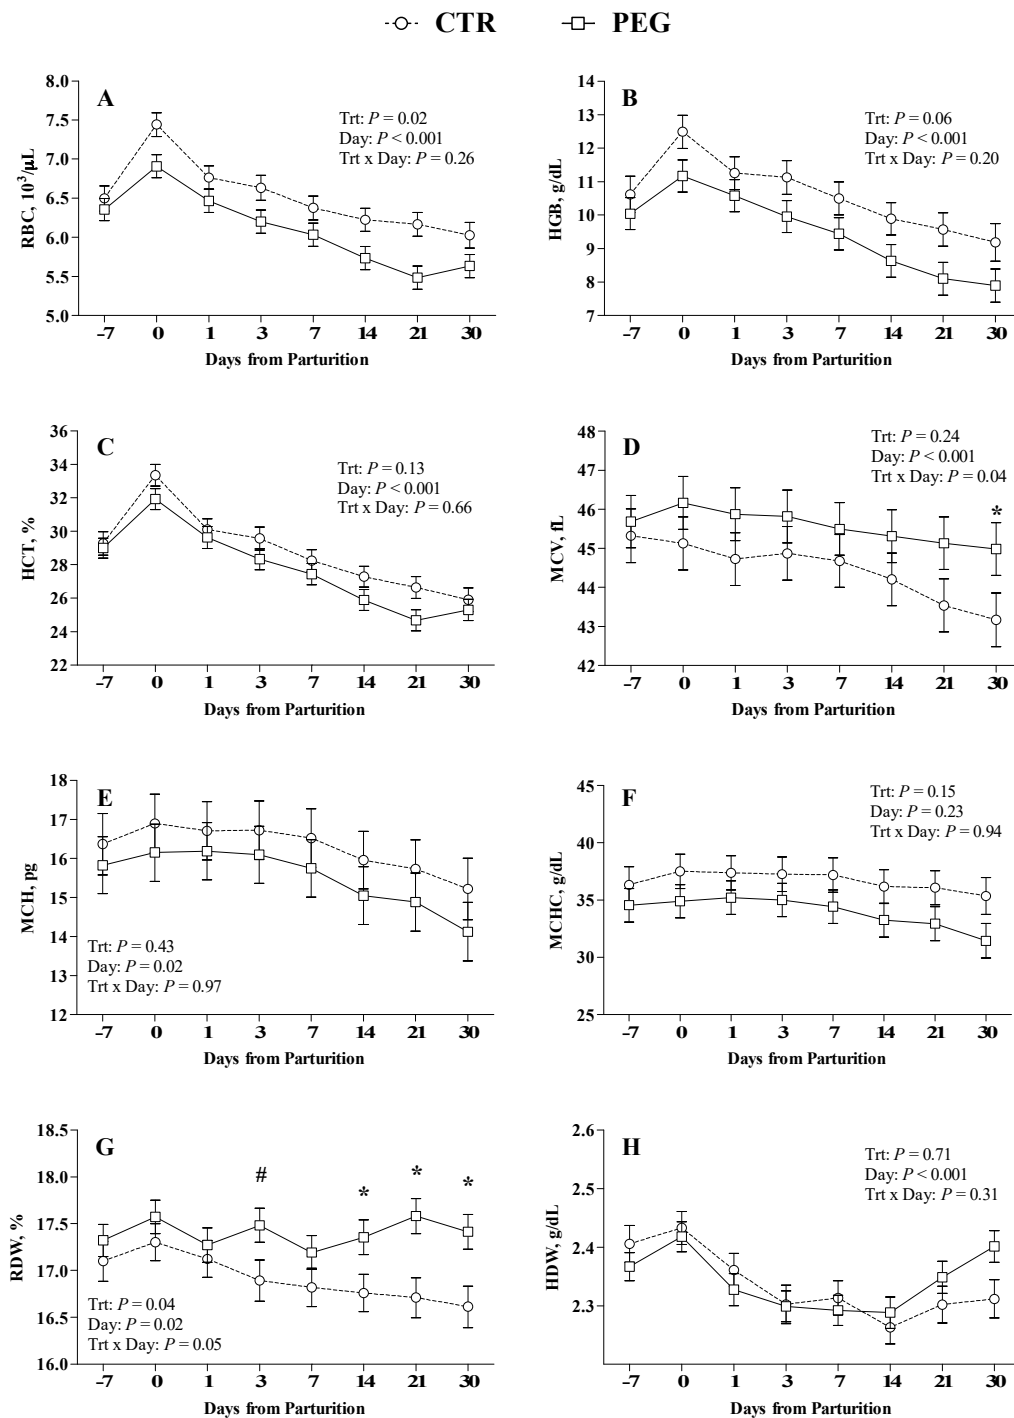 CTR PEG
A
RBC, 10³/µL
8.0
7.5
7.0
6.5
6.0
5.5
5.0
Trt: P = 0.02
Day: P < 0.001
Trt x Day: P = 0.26
-7 0 1 3 7 14 21 30
Days from Parturition
B
HGB, g/dL
14
13
12
11
10
9
8
7
Trt: P = 0.06
Day: P < 0.001
Trt x Day: P = 0.20
-7 0 1 3 7 14 21 30
Days from Parturition
C
HCT, %
36
34
32
30
28
26
24
22
Trt: P = 0.13
Day: P < 0.001
Trt x Day: P = 0.66
-7 0 1 3 7 14 21 30
Days from Parturition
D
MCV, fL
48
46
45
44
43
42
Trt: P = 0.24
Day: P < 0.001
Trt x Day: P = 0.04
*
-7 0 1 3 7 14 21 30
Days from Parturition
E
MCH, pg
18
17
16
15
14
13
12
Trt: P = 0.43
Day: P = 0.02
Trt x Day: P = 0.97
-7 0 1 3 7 14 21 30
Days from Parturition
F
MCHC, g/dL
45
40
35
30
25
Trt: P = 0.15
Day: P = 0.23
Trt x Day: P = 0.94
-7 0 1 3 7 14 21 30
Days from Parturition
G
RDW, %
18.5
18.0
17.5
17.0
16.5
16.0
# * * *
Trt: P = 0.04
Day: P = 0.02
Trt x Day: P = 0.05
-7 0 1 3 7 14 21 30
Days from Parturition
H
HDW, g/dL
2.6
2.4
2.3
Trt: P = 0.71
Day: P < 0.001
Trt x Day: P = 0.31
-7 0 1 3 7 14 21 30
Days from Parturition